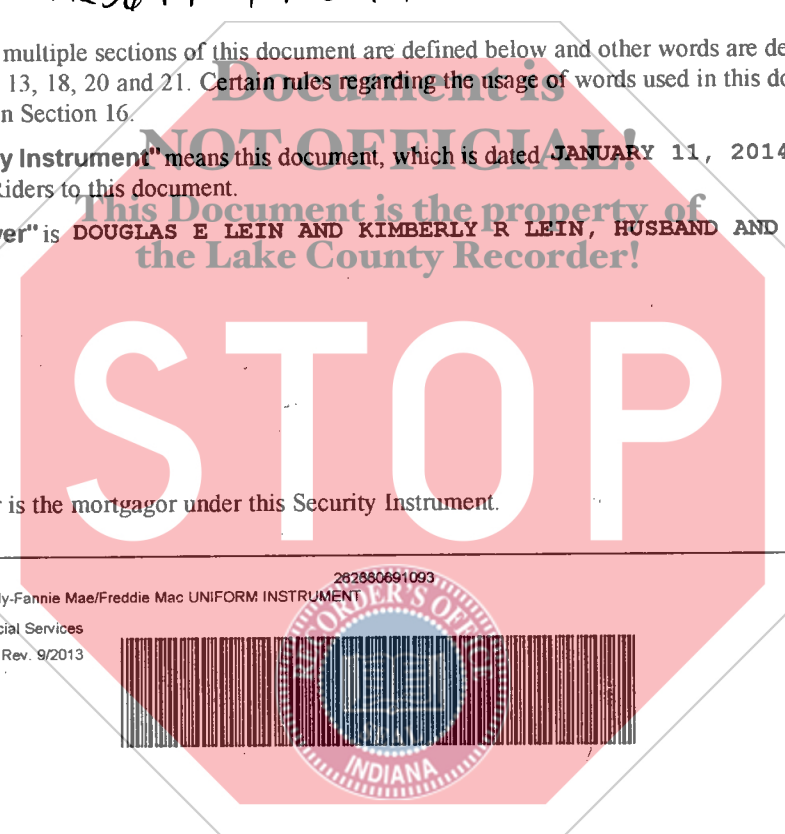 multiple sections of this document are defined below and other words are de
13, 18, 20 and 21. Certain rules regarding the usage of words used in this do
n Section 16.
Document is
NOT OFFICIAL!
This Document is the property of
the Lake County Recorder!
y Instrument" means this document, which is dated JANUARY 11, 2014
Riders to this document.
er" is DOUGLAS E LEIN AND KIMBERLY R LEIN, HUSBAND AND
STOP
r is the mortgagor under this Security Instrument.
262680691093
ly-Fannie Mae/Freddie Mac UNIFORM INSTRUMENT
cial Services
Rev. 9/2013
RECORDER'S OFFICE
SEAL
INDIANA